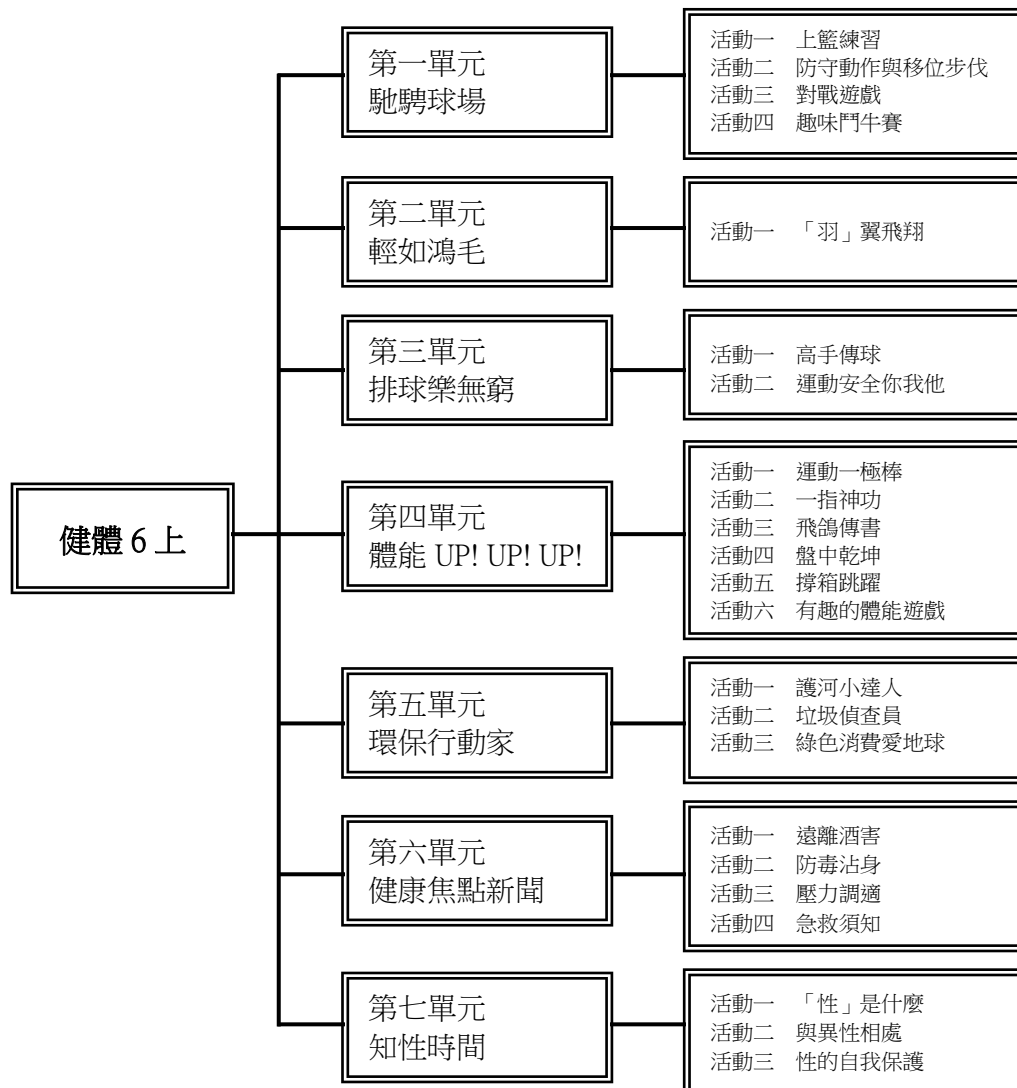 健體 6 上
第一單元
馳騁球場
活動一 上籃練習
活動二 防守動作與移位步伐
活動三 對戰遊戲
活動四 趣味鬥牛賽
第二單元
輕如鴻毛
活動一 「羽」翼飛翔
第三單元
排球樂無窮
活動一 高手傳球
活動二 運動安全你我他
第四單元
體能 UP! UP! UP!
活動一 運動一極棒
活動二 一指神功
活動三 飛鴿傳書
活動四 盤中乾坤
活動五 撐箱跳躍
活動六 有趣的體能遊戲
第五單元
環保行動家
活動一 護河小達人
活動二 垃圾偵查員
活動三 綠色消費愛地球
第六單元
健康焦點新聞
活動一 遠離酒害
活動二 防毒沾身
活動三 壓力調適
活動四 急救須知
第七單元
知性時間
活動一 「性」是什麼
活動二 與異性相處
活動三 性的自我保護